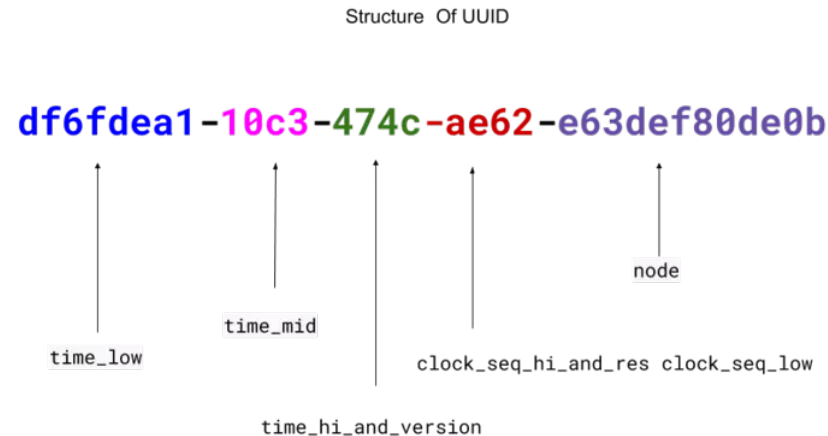 Structure Of UUID
df6fdea1-10c3-474c-ae62-e63def80de0b
node
time_mid
time_low
clock_seq_hi_and_res clock_seq_low
time_hi_and_version